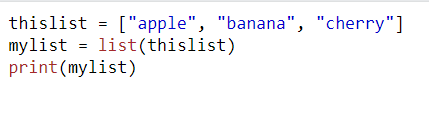 thislist = ["apple", "banana", "cherry"]
mylist = list(thislist)
print(mylist)